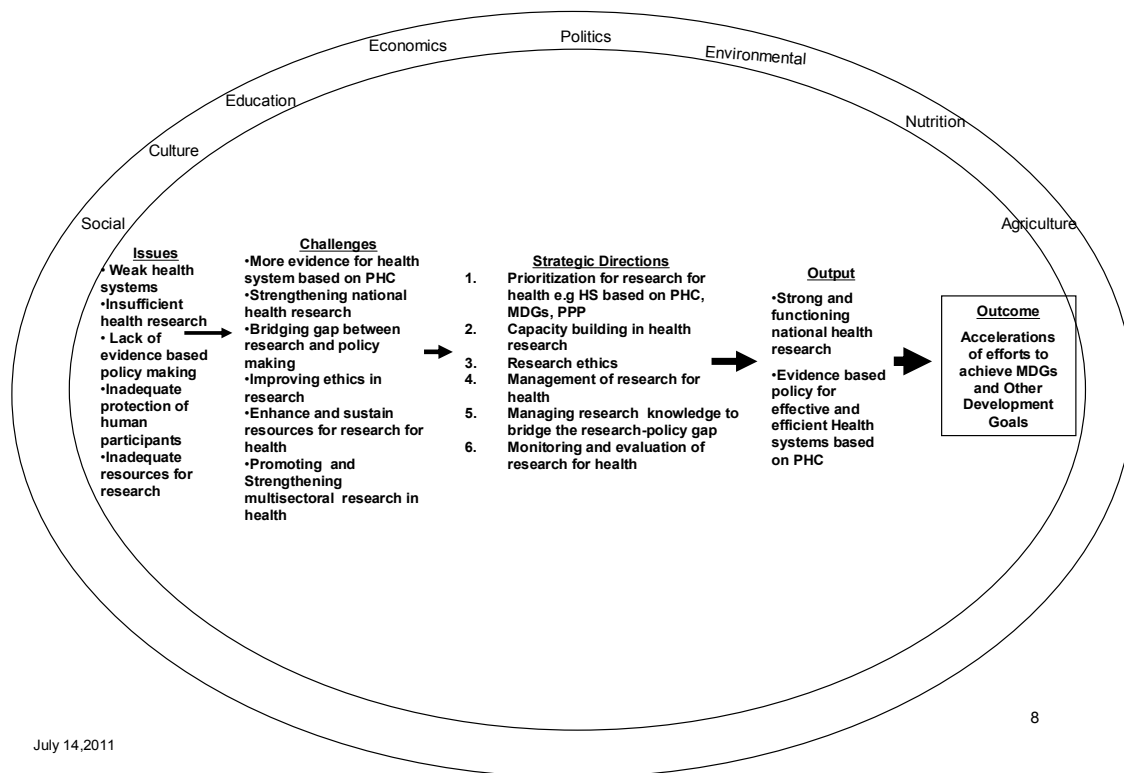 Economics
Politics
Environmental
Education
Nutrition
Culture
Social
Agriculture
Issues
• Weak health
systems
•Insufficient
health research
• Lack of
evidence based
policy making
•Inadequate
protection of
human
participants
•Inadequate
resources for
research
Challenges
•More evidence for health
system based on PHC
•Strengthening national
health research
•Bridging gap between
research and policy
making
•Improving ethics in
research
•Enhance and sustain
resources for research for
health
•Promoting and
Strengthening
multisectoral research in
health
Strategic Directions
1. Prioritization for research for
health e.g HS based on PHC,
MDGs, PPP
2. Capacity building in health
research
3. Research ethics
4. Management of research for
health
5. Managing research knowledge to
bridge the research-policy gap
6. Monitoring and evaluation of
research for health
Output
•Strong and
functioning
national health
research
•Evidence based
policy for
effective and
efficient Health
systems based
on PHC
Outcome
Accelerations
of efforts to
achieve MDGs
and Other
Development
Goals
8
July 14,2011